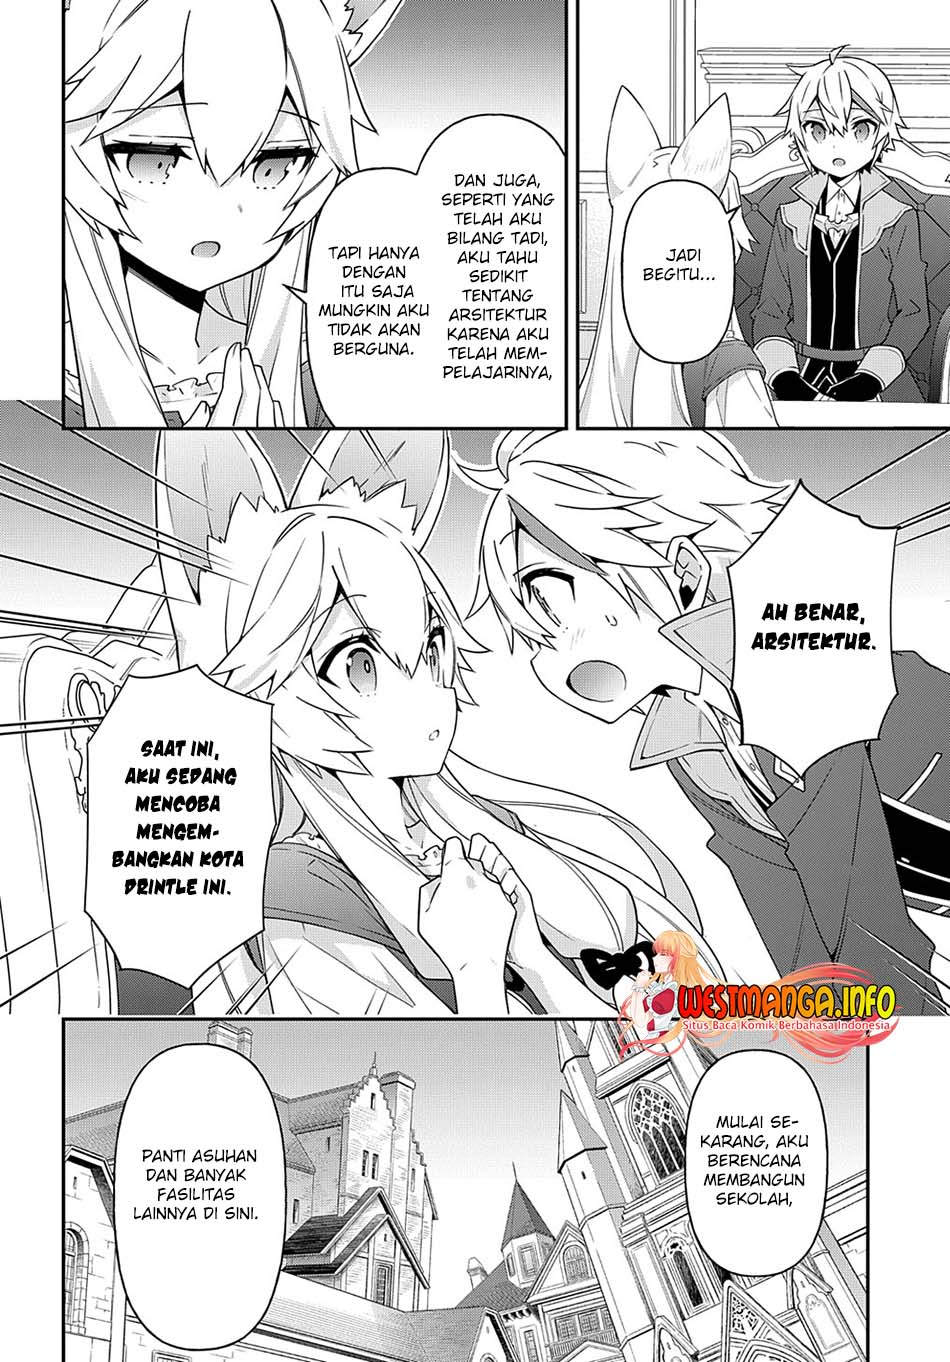 JADI
BEGITU...
DAN JUGA,
SEPERTI YANG
TELAH AKU
BILANG TADI,
AKU TAHU
SEDIKIT
TENTANG
ARSITEKTUR
KARENA AKU
TELAH MEM-
PELAJARINYA,
TAPI HANYA
DENGAN
ITU SAJA
MUNGKIN AKU
TIDAK AKAN
BERGUNA.
AH BENAR,
ARSITEKTUR.
SAAT INI,
AKU SEDANG
MENCOBA
MENGEM-
BANGKAN KOTA
DRINTLE INI.
WESTMANGA.INFO
Situs Baca Komik Berbahasa Indonesia
MULAI SE-
KARANG, AKU
BERENCANA
MEMBANGUN
SEKOLAH,
PANTI ASUHAN
DAN BANYAK
FASILITAS
LAINNYA DI SINI.